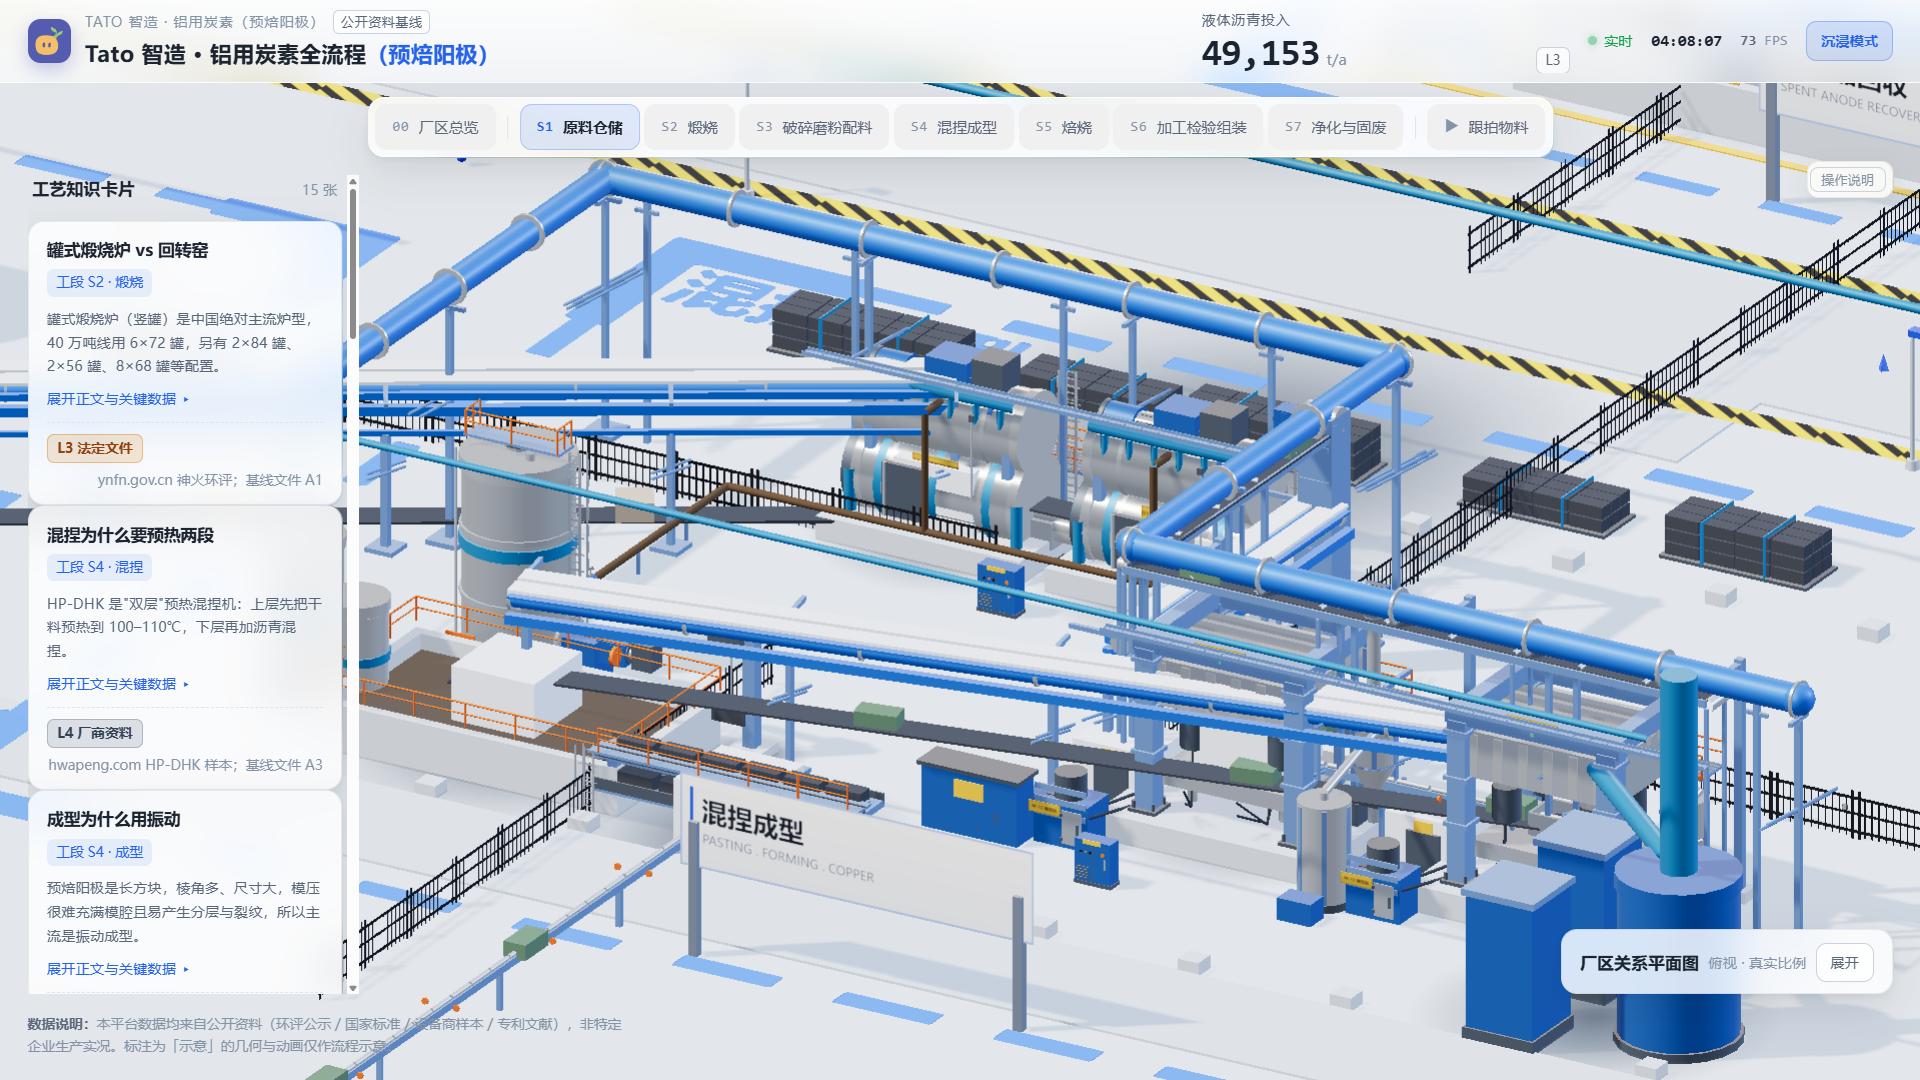 TATO 智造 · 铝用炭素（预焙阳极）
公开资料基线
Tato 智造 · 铝用炭素全流程（预焙阳极）
液体沥青投入
49,153 t/a
L3
实时
04:08:07
73 FPS
沉浸模式
00 厂区总览
S1 原料仓储
S2 煅烧
S3 破碎磨粉配料
S4 混捏成型
S5 焙烧
S6 加工检验组装
S7 净化与固废
▶ 跟拍物料
SPENT ANODE RECOVER
操作说明
工艺知识卡片
15 张
罐式煅烧炉 vs 回转窑
工段 S2 · 煅烧
罐式煅烧炉（竖罐）是中国绝对主流炉型，
40 万吨线用 6×72 罐，另有 2×84 罐、
2×56 罐、8×68 罐等配置。
展开正文与关键数据 ▸
L3 法定文件
ynfn.gov.cn 神火环评；基线文件 A1
混捏为什么要预热两段
工段 S4 · 混捏
HP-DHK 是"双层"预热混捏机：上层先把干
料预热到 100–110℃，下层再加沥青混
捏。
展开正文与关键数据 ▸
L4 厂商资料
hwapeng.com HP-DHK 样本；基线文件 A3
成型为什么用振动
工段 S4 · 成型
预焙阳极是长方块，棱角多、尺寸大，模压
很难充满模腔且易产生分层与裂纹，所以主
流是振动成型。
展开正文与关键数据 ▸
混捏成型
PASTING . FORMING . COPPER
厂区关系平面图
俯视 · 真实比例
展开
数据说明：本平台数据均来自公开资料（环评公示 / 国家标准 / 设备商样本 / 专利文献），非特定
企业生产实况。标注为「示意」的几何与动画仅作流程示意。